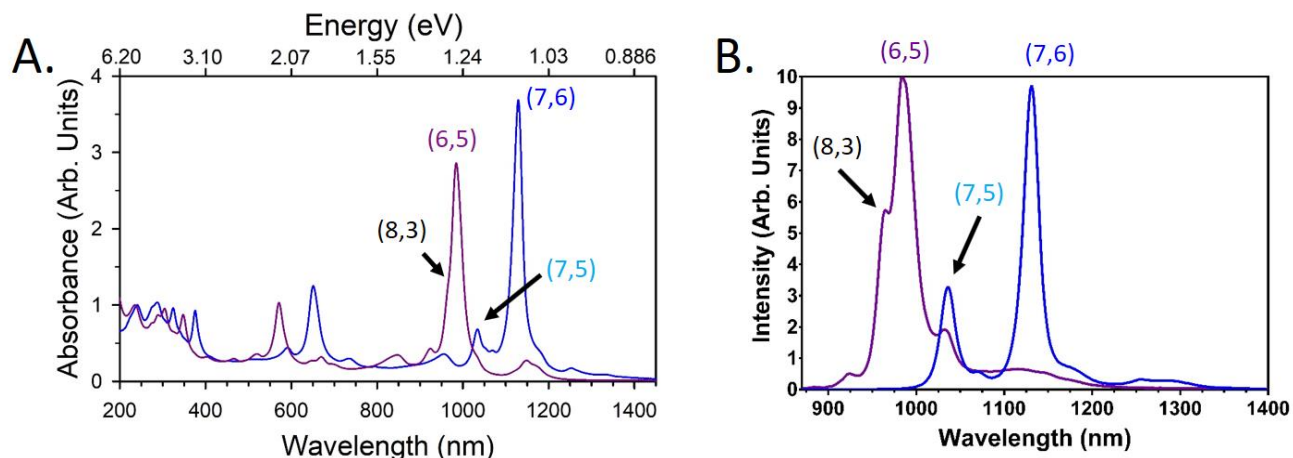 A.
Energy (eV)
6.20 3.10 2.07 1.55 1.24 1.03 0.886
4
3
2
1
0
Absorbance (Arb. Units)
(7,6)
(6,5)
(8,3)
(7,5)
200 400 600 800 1000 1200 1400
Wavelength (nm)
B.
(6,5)
(7,6)
10
9
8
7
6
5
4
3
2
1
0
Intensity (Arb. Units)
(8,3)
(7,5)
900 1000 1100 1200 1300 1400
Wavelength (nm)